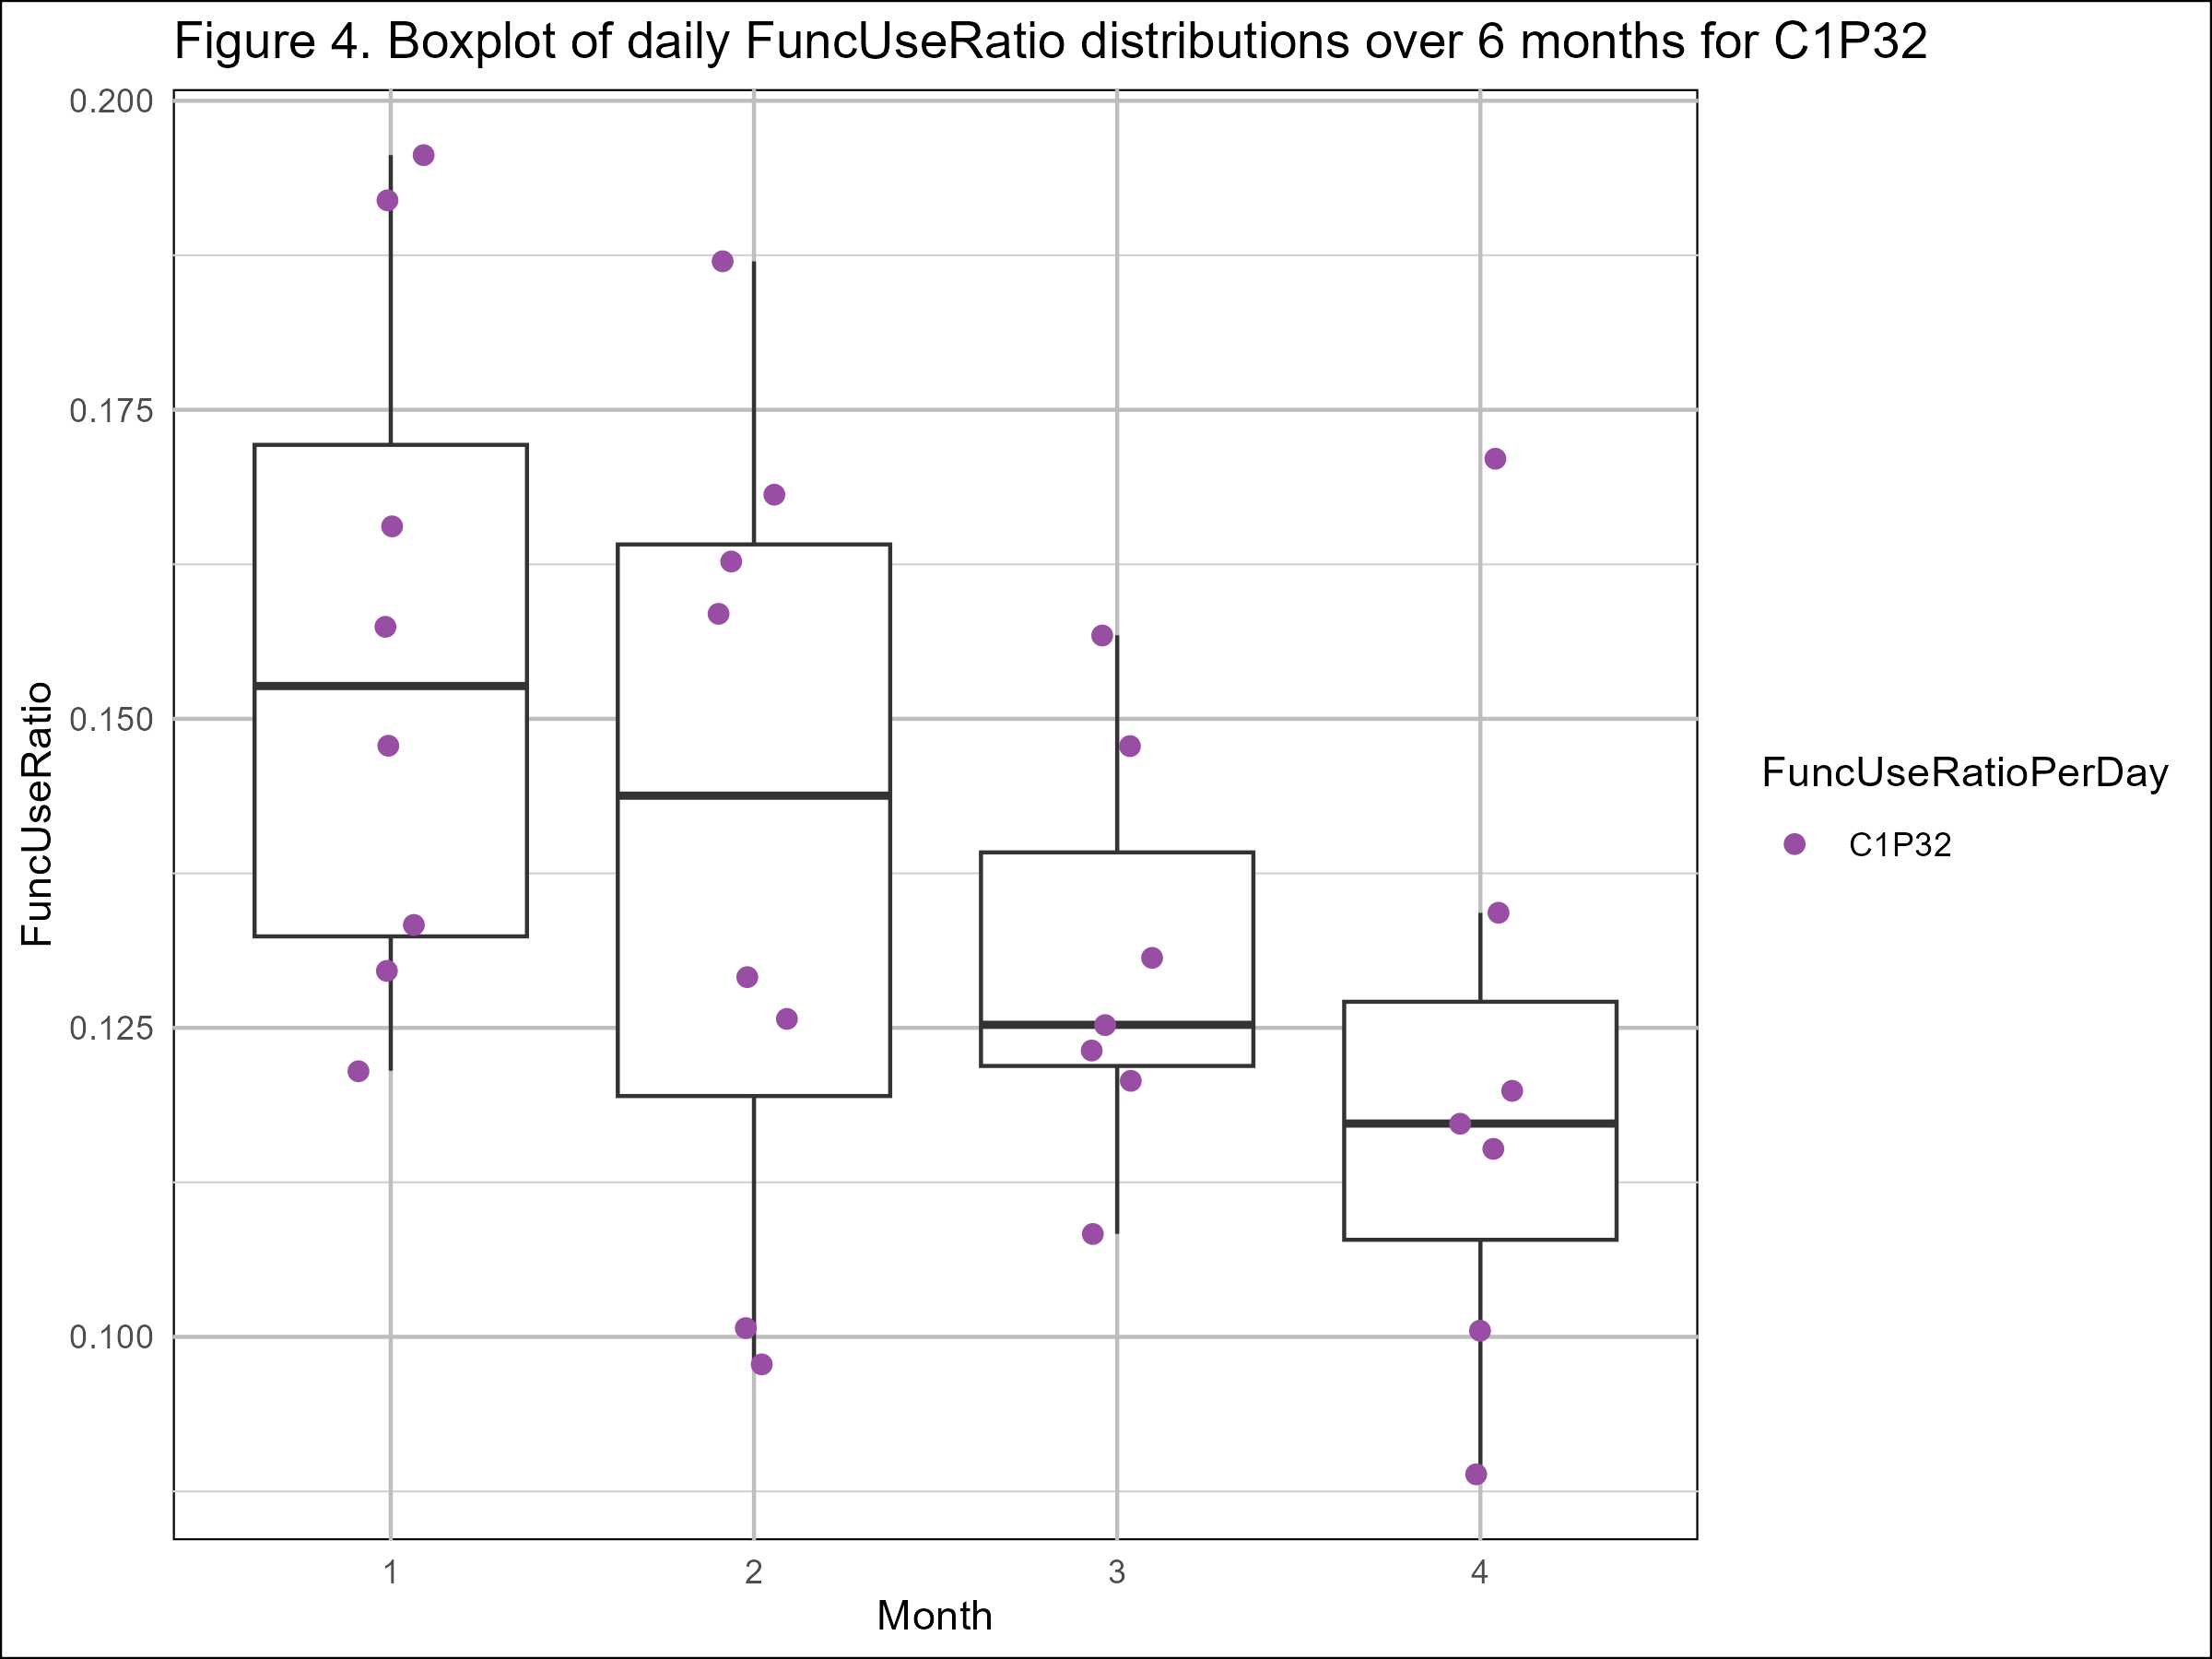 Figure 4. Boxplot of daily FuncUseRatio distributions over 6 months for C1P32
0.200
0.175
0.150
0.125
0.100
FuncUseRatio
1 2 3 4
Month
FuncUseRatioPerDay
C1P32